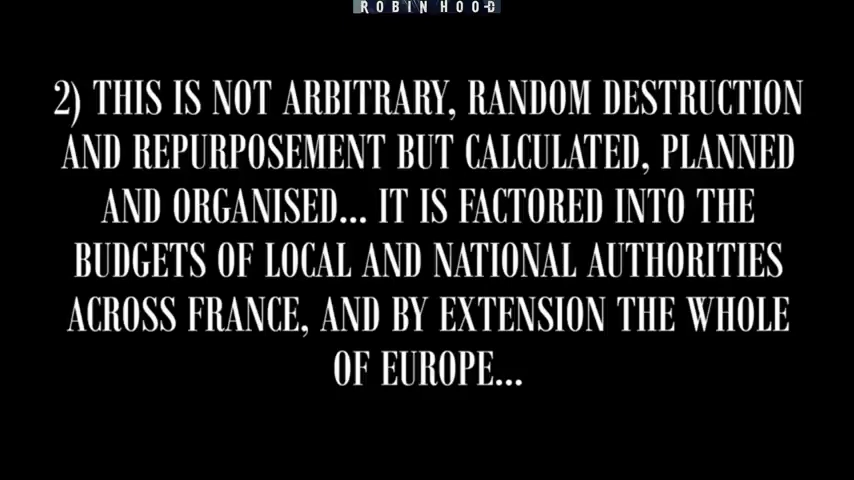 ROBIN HOOD
2) THIS IS NOT ARBITRARY, RANDOM DESTRUCTION
AND REPURPOSEMENT BUT CALCULATED, PLANNED
AND ORGANISED... IT IS FACTORED INTO THE
BUDGETS OF LOCAL AND NATIONAL AUTHORITIES
ACROSS FRANCE, AND BY EXTENSION THE WHOLE
OF EUROPE...